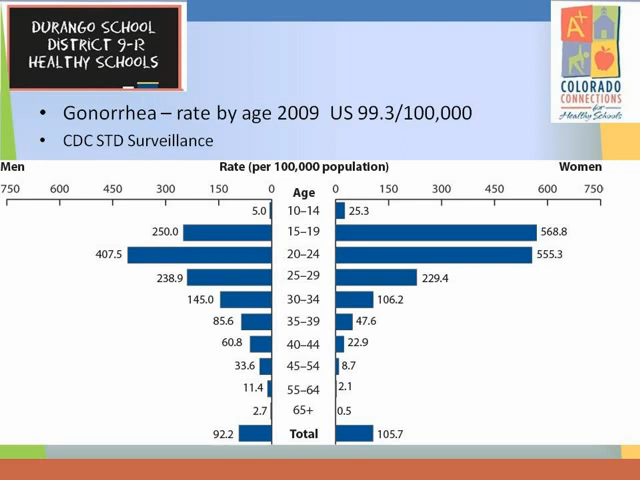 DURANGO SCHOOL
DISTRICT 9-12
HEALTHY SCHOOLS
A+
COLORADO
CONNECTIONS
for
Healthy Schools
• Gonorrhea – rate by age 2009 US 99.3/100,000
• CDC STD Surveillance
Men Rate (per 100,000 population) Women
750 600 450 300 150 0 Age 0 150 300 450 600 750
5.0 10–14 25.3
250.0 15–19 568.8
407.5 20–24 555.3
238.9 25–29 229.4
145.0 30–34 106.2
85.6 35–39 47.6
60.8 40–44 22.9
33.6 45–54 8.7
11.4 55–64 2.1
2.7 65+ 0.5
92.2 Total 105.7